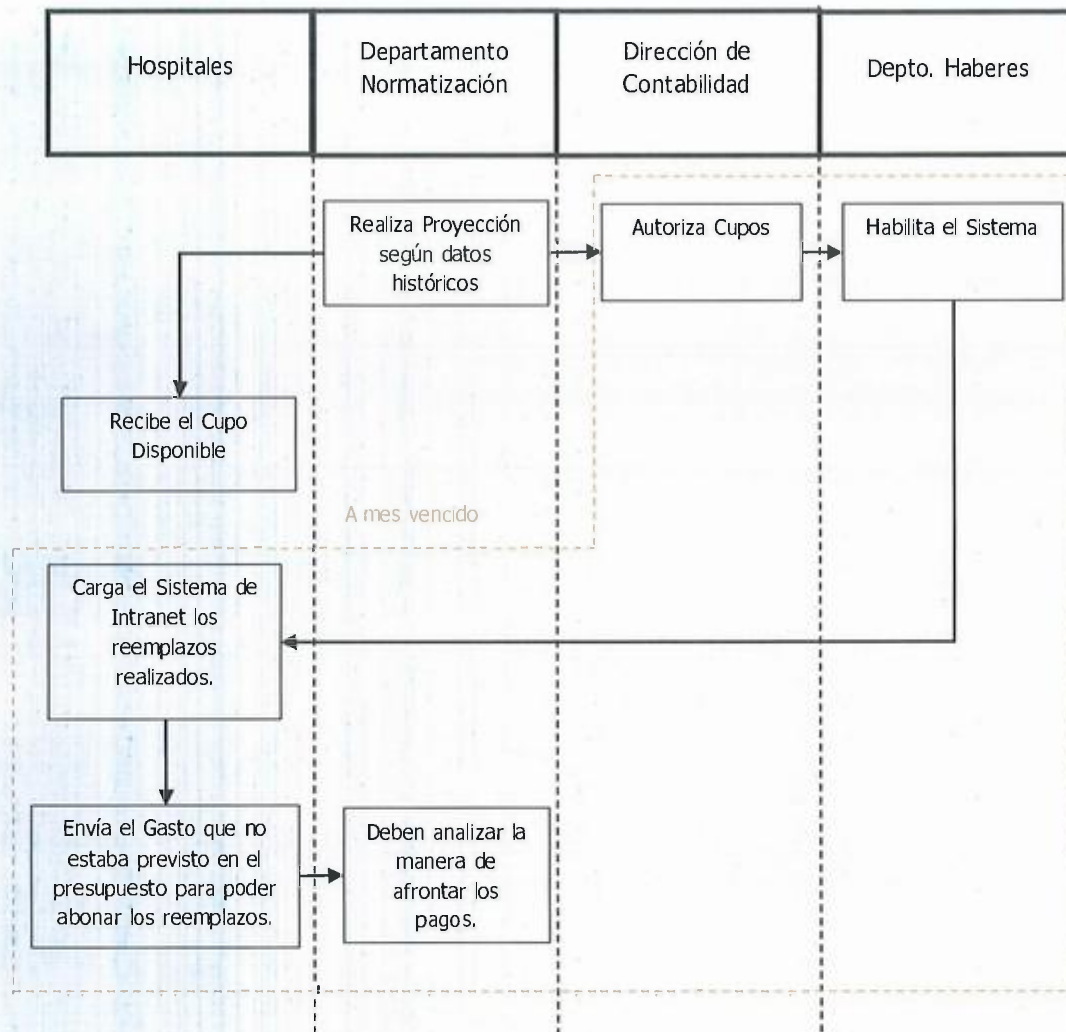 Hospitales
Departamento
Normatización
Dirección de
Contabilidad
Depto. Haberes
Realiza Proyección
según datos
históricos
Autoriza Cupos
Habilita el Sistema
Recibe el Cupo
Disponible
A mes vencido
Carga el Sistema de
Intranet los
reemplazos
realizados.
Envía el Gasto que no
estaba previsto en el
presupuesto para poder
abonar los reemplazos.
Deben analizar la
manera de
afrontar los
pagos.